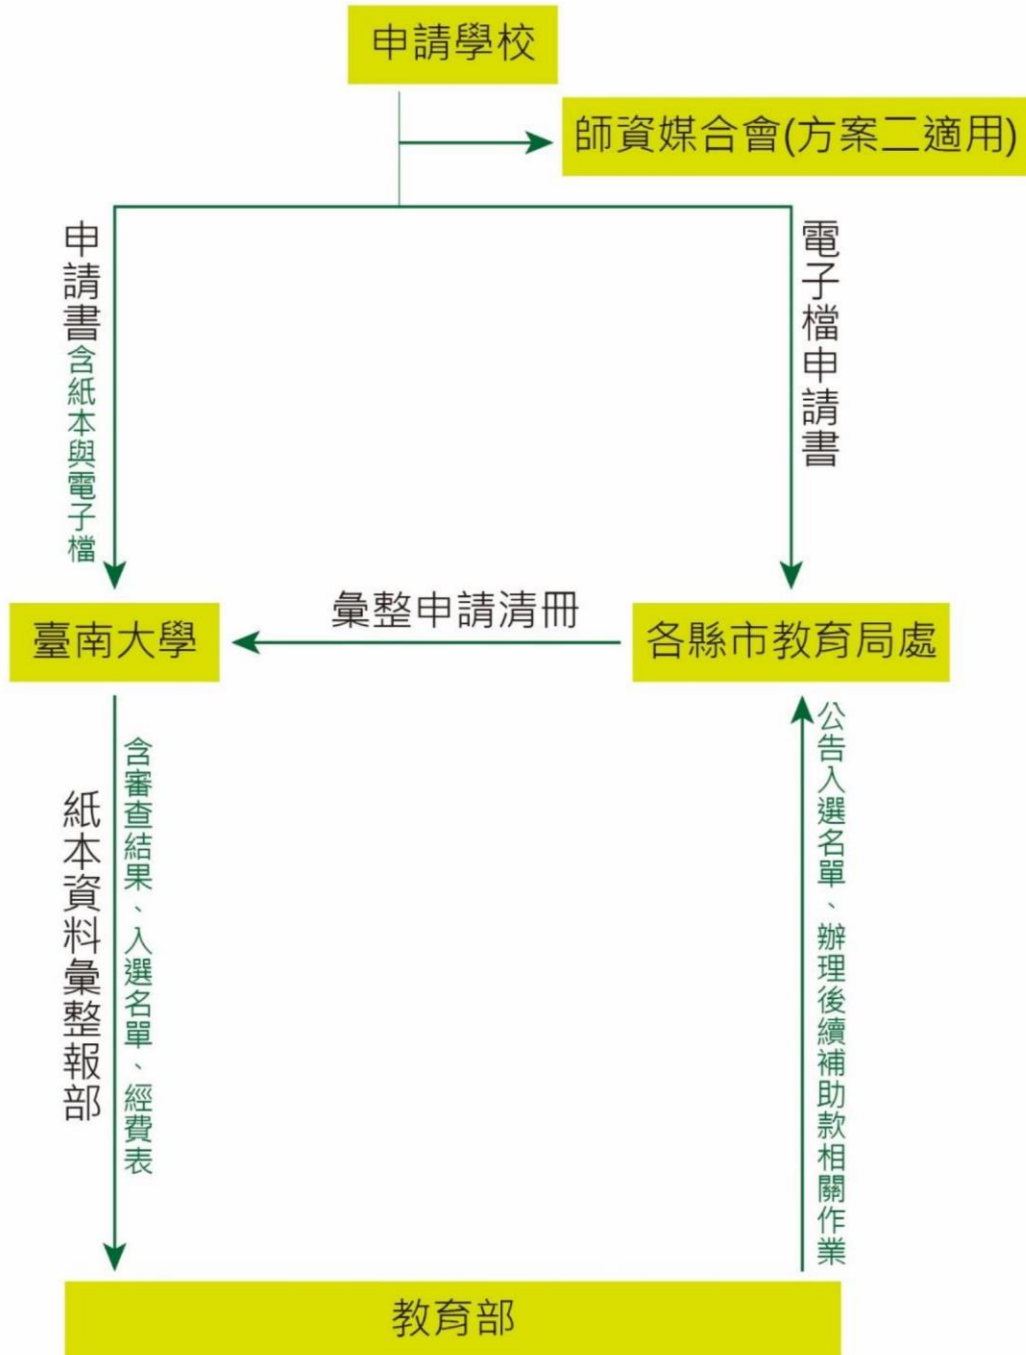 申請學校
師資媒合會(方案二適用)
申請書含紙本與電子檔
電子檔申請書
臺南大學
彙整申請清冊
各縣市教育局處
紙本資料彙整報部
含審查結果、入選名單、經費表
公告入選名單、辦理後續補助款相關作業
教育部